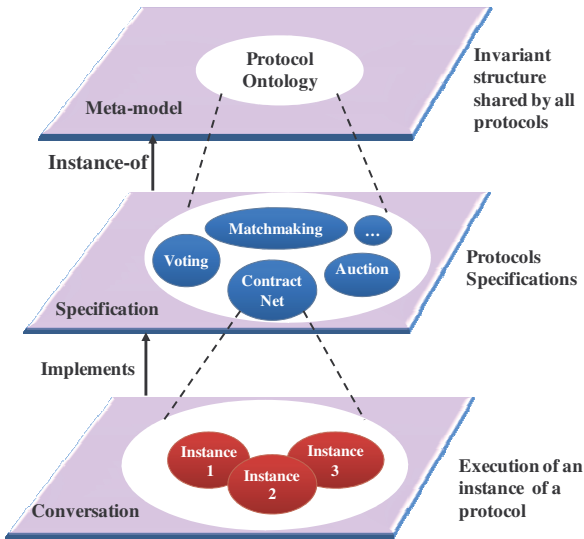 Protocol
Ontology
Meta-model
Invariant
structure
shared by all
protocols
Instance-of
Matchmaking
...
Voting
Auction
Contract
Net
Specification
Protocols
Specifications
Implements
Instance
1
Instance
2
Instance
3
Conversation
Execution of an
instance of a
protocol